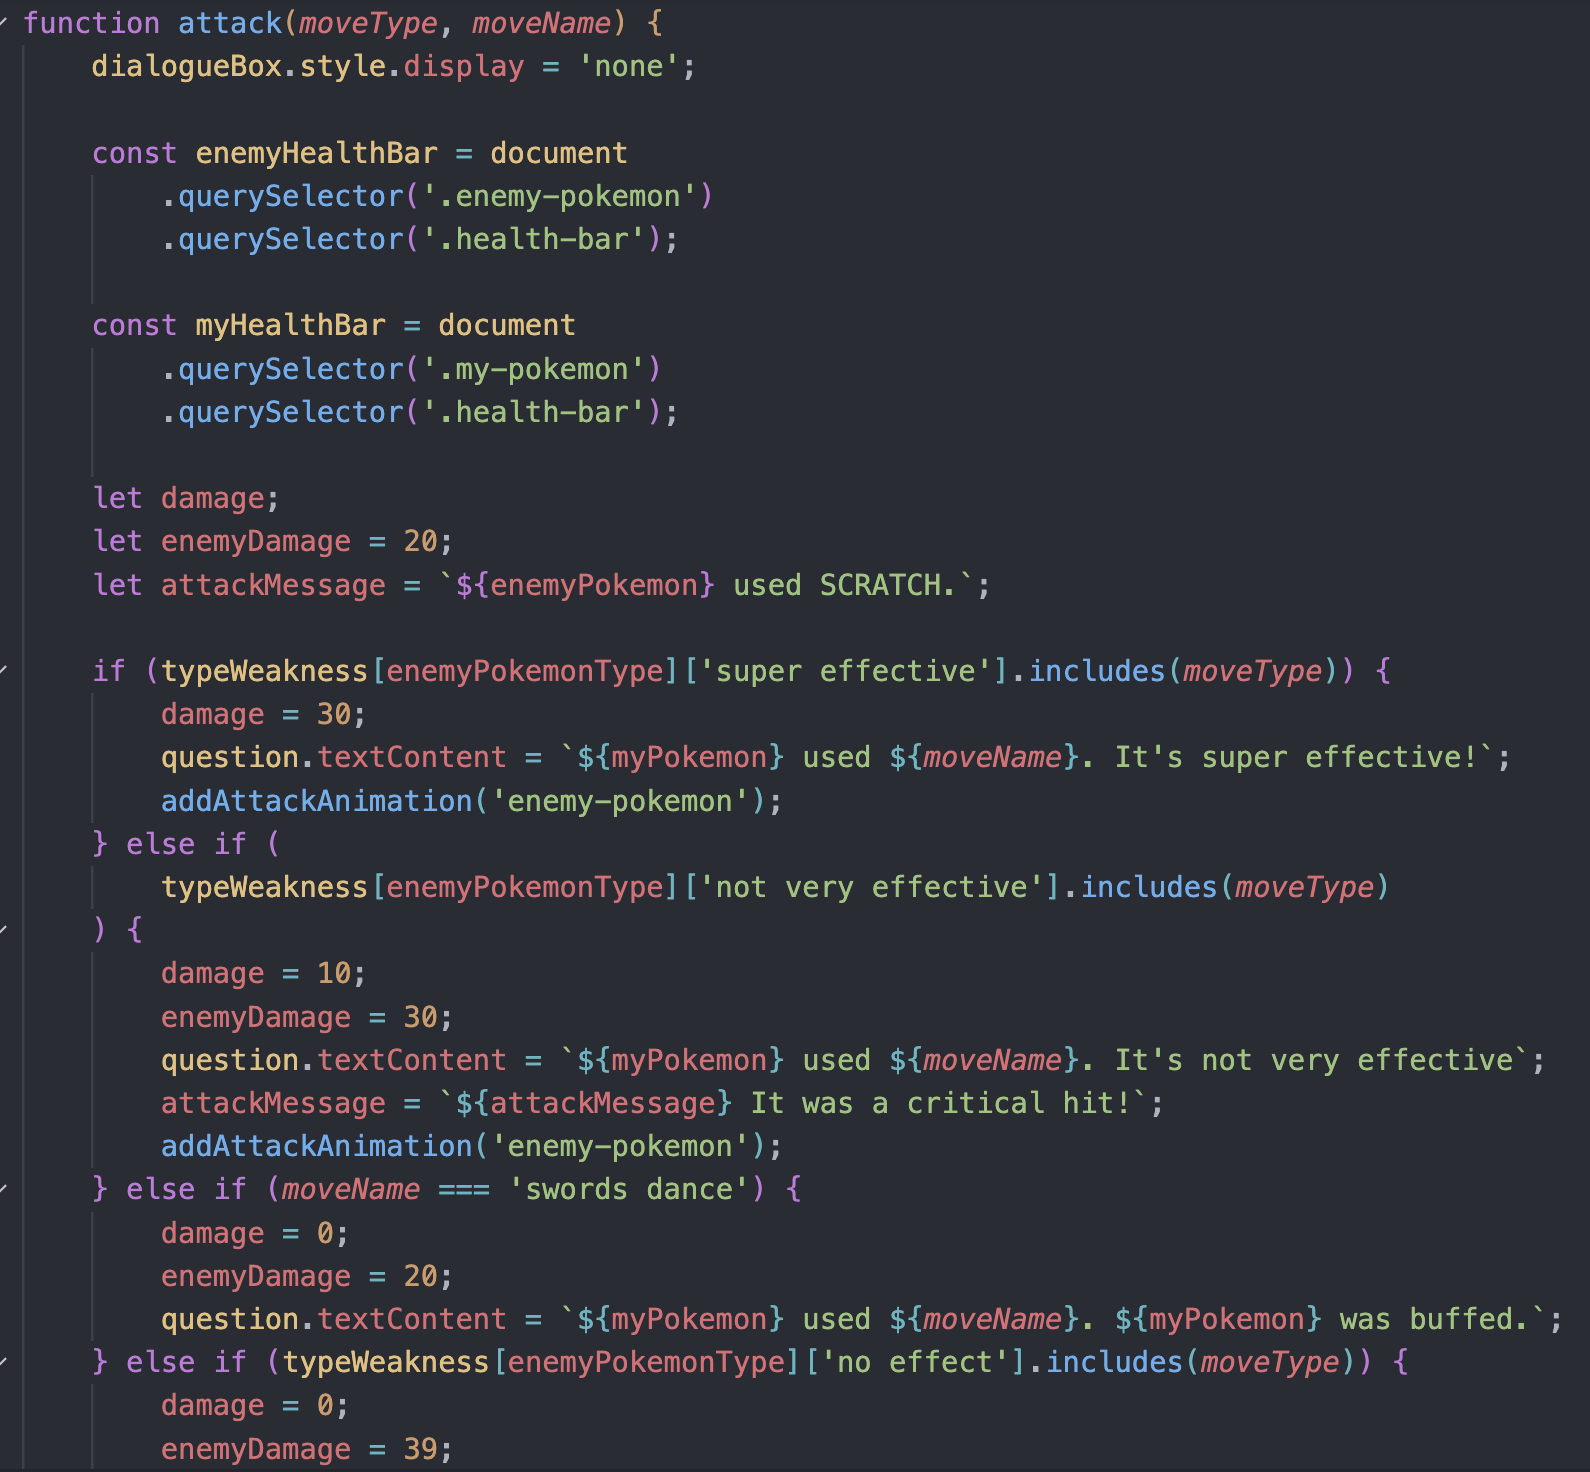 function attack(moveType, moveName) {
    dialogueBox.style.display = 'none';

    const enemyHealthBar = document
        .querySelector('.enemy-pokemon')
        .querySelector('.health-bar');

    const myHealthBar = document
        .querySelector('.my-pokemon')
        .querySelector('.health-bar');

    let damage;
    let enemyDamage = 20;
    let attackMessage = `${enemyPokemon} used SCRATCH.`;

    if (typeWeakness[enemyPokemonType]['super effective'].includes(moveType)) {
        damage = 30;
        question.textContent = `${myPokemon} used ${moveName}. It's super effective!`;
        addAttackAnimation('enemy-pokemon');
    } else if (
        typeWeakness[enemyPokemonType]['not very effective'].includes(moveType)
    ) {
        damage = 10;
        enemyDamage = 30;
        question.textContent = `${myPokemon} used ${moveName}. It's not very effective`;
        attackMessage = `${attackMessage} It was a critical hit!`;
        addAttackAnimation('enemy-pokemon');
    } else if (moveName === 'swords dance') {
        damage = 0;
        enemyDamage = 20;
        question.textContent = `${myPokemon} used ${moveName}. ${myPokemon} was buffed.`;
    } else if (typeWeakness[enemyPokemonType]['no effect'].includes(moveType)) {
        damage = 0;
        enemyDamage = 39;